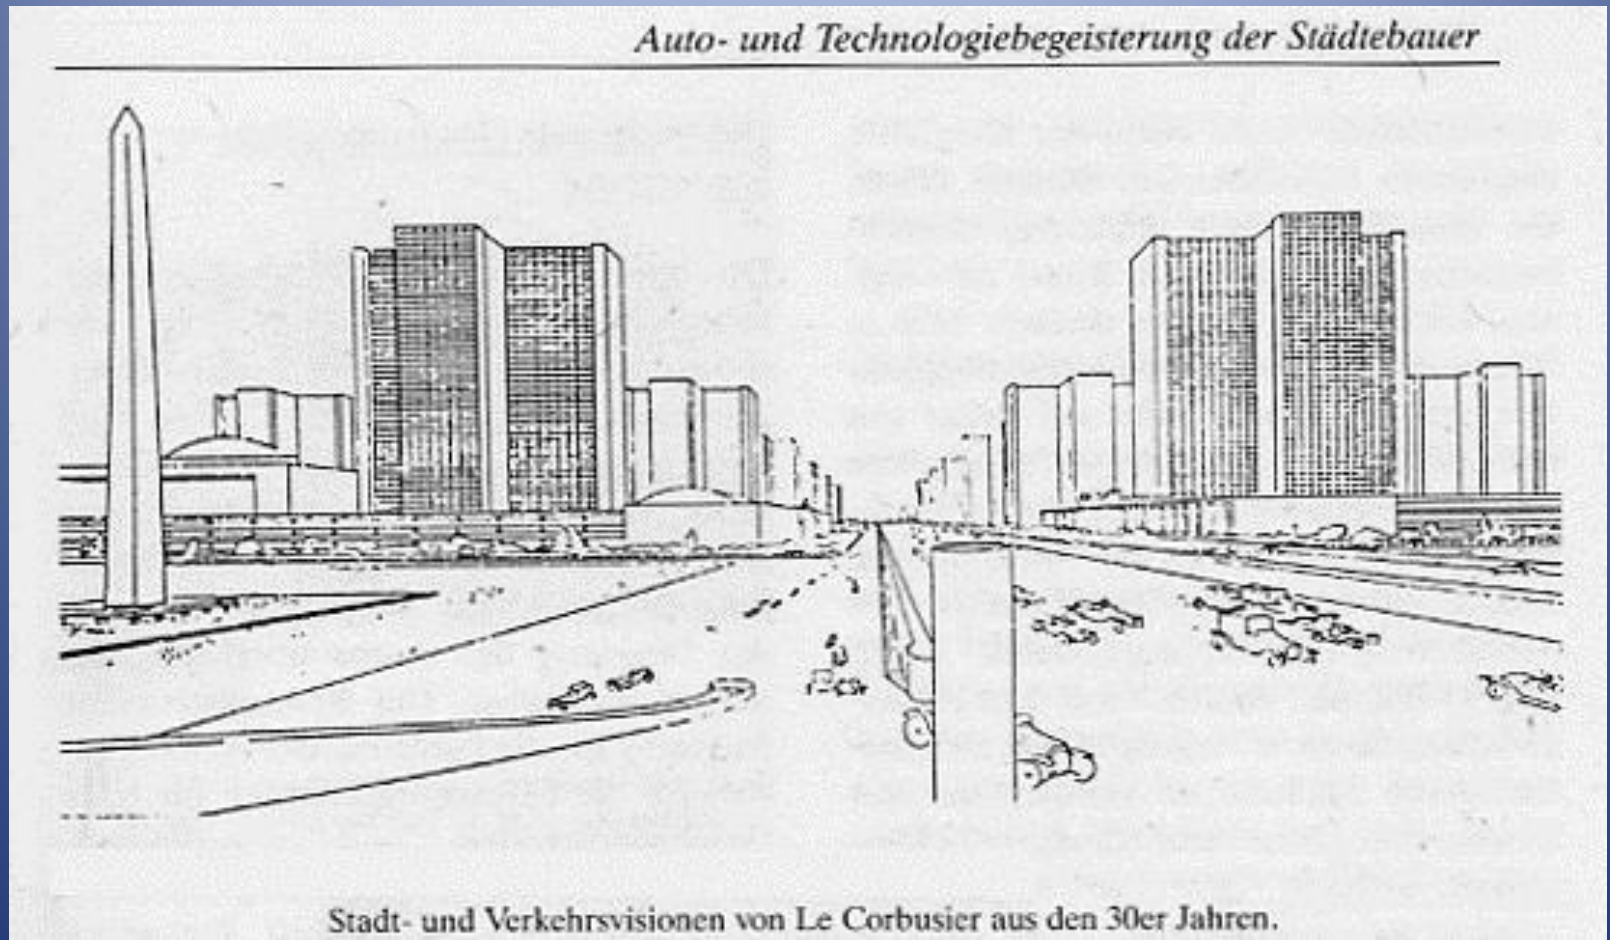 Auto- und Technologiebegeisterung der Städtebauer
Stadt- und Verkehrsvisionen von Le Corbusier aus den 30er Jahren.